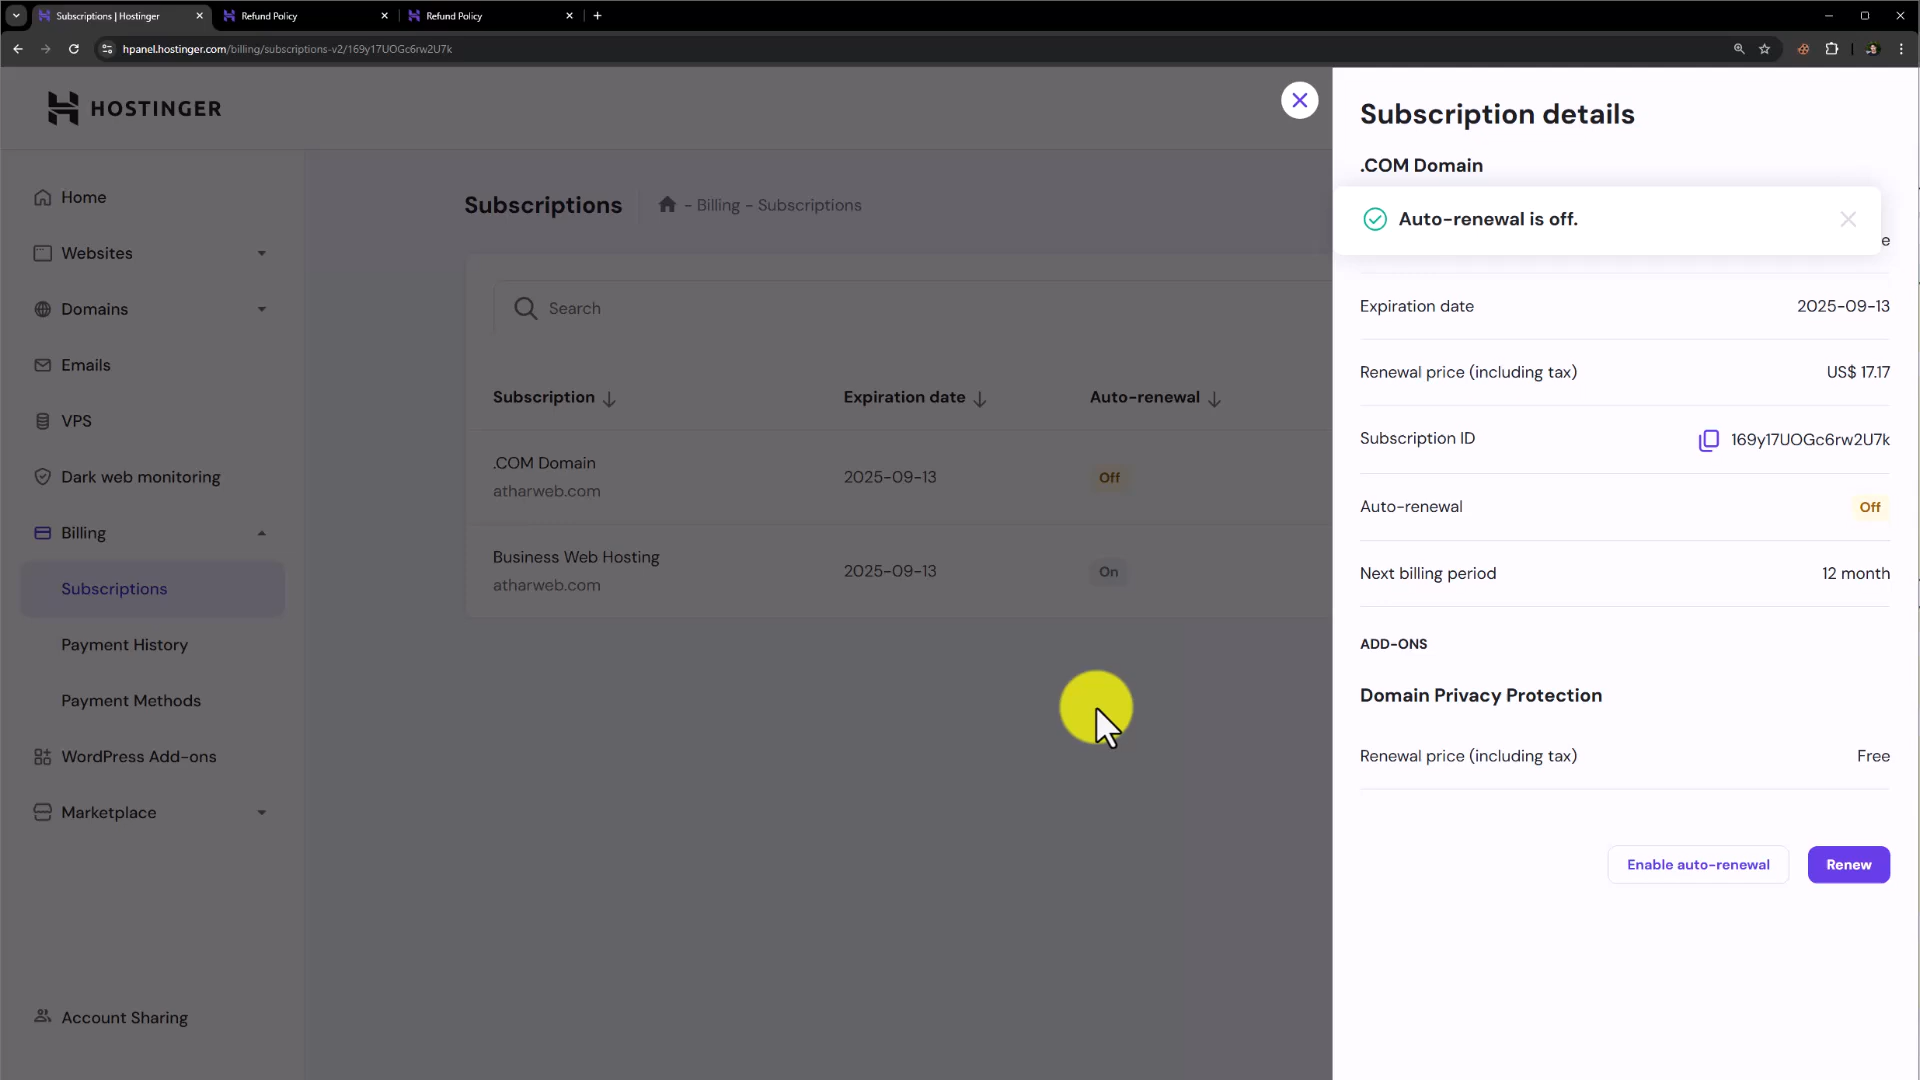 Subscriptions | Hostinger
Refund Policy
Refund Policy
hpanel.hostinger.com/billing/subscriptions-v2/169y17UOGc6rw2U7k
HOSTINGER
Home
Websites
Domains
Emails
VPS
Dark web monitoring
Billing
Subscriptions
Payment History
Payment Methods
WordPress Add-ons
Marketplace
Account Sharing
Subscriptions
- Billing - Subscriptions
Search
Subscription
Expiration date
Auto-renewal
.COM Domain
atharweb.com
2025-09-13
Off
Business Web Hosting
atharweb.com
2025-09-13
On
Subscription details
.COM Domain
Auto-renewal is off.
Expiration date
2025-09-13
Renewal price (including tax)
US$ 17.17
Subscription ID
169y17UOGc6rw2U7k
Auto-renewal
Off
Next billing period
12 month
ADD-ONS
Domain Privacy Protection
Renewal price (including tax)
Free
Enable auto-renewal
Renew